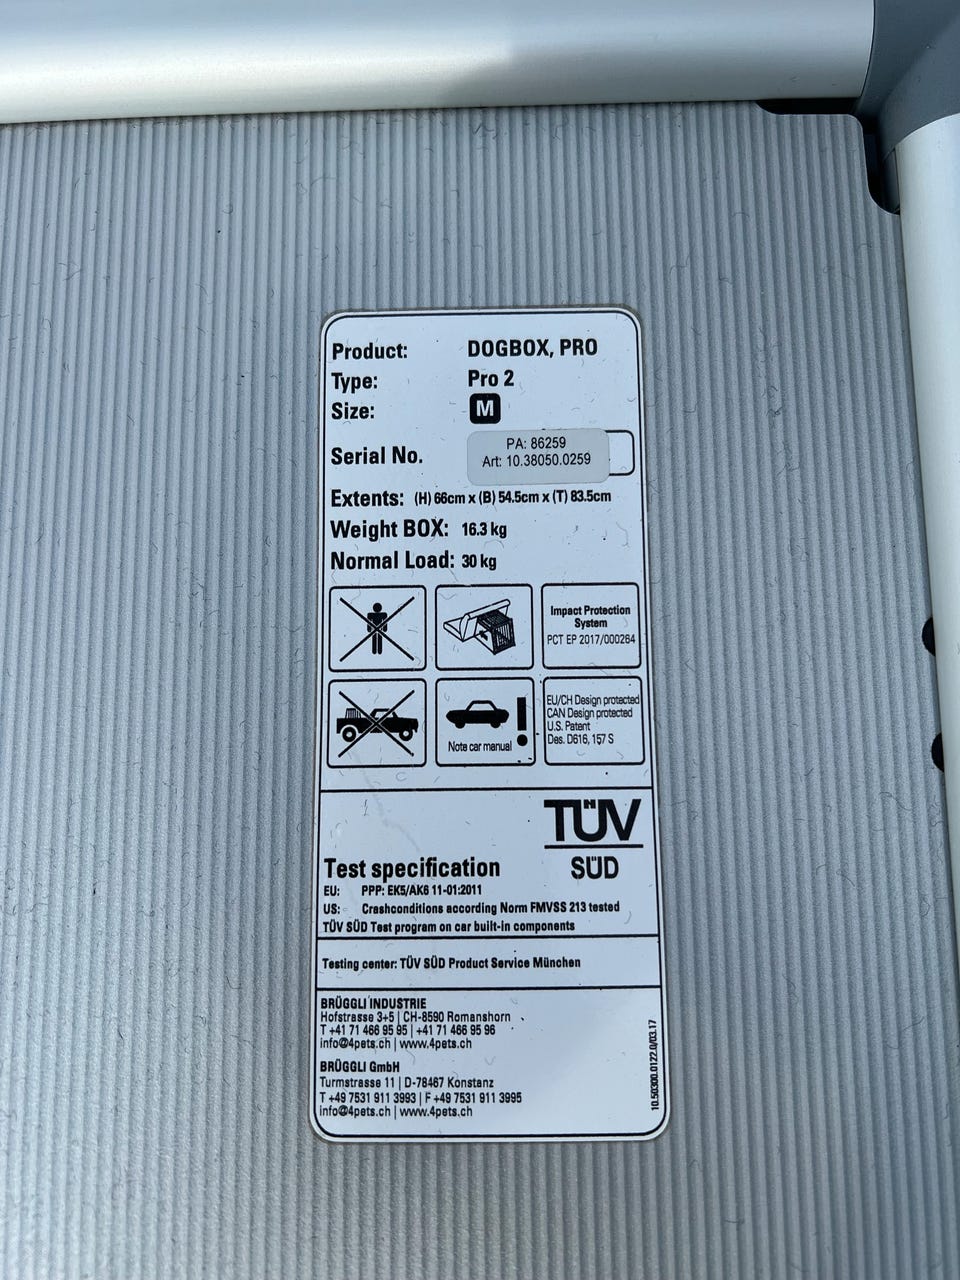 Product: DOGBOX, PRO
Type: Pro 2
Size: M
Serial No. PA: 86259
Art: 10.38050.0259
Extents: (H) 66cm x (B) 54.5cm x (T) 83.5cm
Weight BOX: 16.3 kg
Normal Load: 30 kg
Impact Protection
System
PCT EP 2017/000264
Note car manual !
EU/CH Design protected
CAN Design protected
U.S. Patent
Des. D616, 157 S
TÜV
SÜD
Test specification
EU: PPP: EK5/AK6 11-01:2011
US: Crashconditions according Norm FMVSS 213 tested
TÜV SÜD Test program on car built-in components
Testing center: TÜV SÜD Product Service München
BRÜGGLI INDUSTRIE
Hofstrasse 3+5 | CH-8590 Romanshorn
T +41 71 466 95 95 | +41 71 466 95 96
info@4pets.ch | www.4pets.ch
BRÜGGLI GmbH
Turmstrasse 11 | D-78467 Konstanz
T +49 7531 911 3993 | F +49 7531 911 3995
info@4pets.ch | www.4pets.ch
10.50300.0122.0/03.17